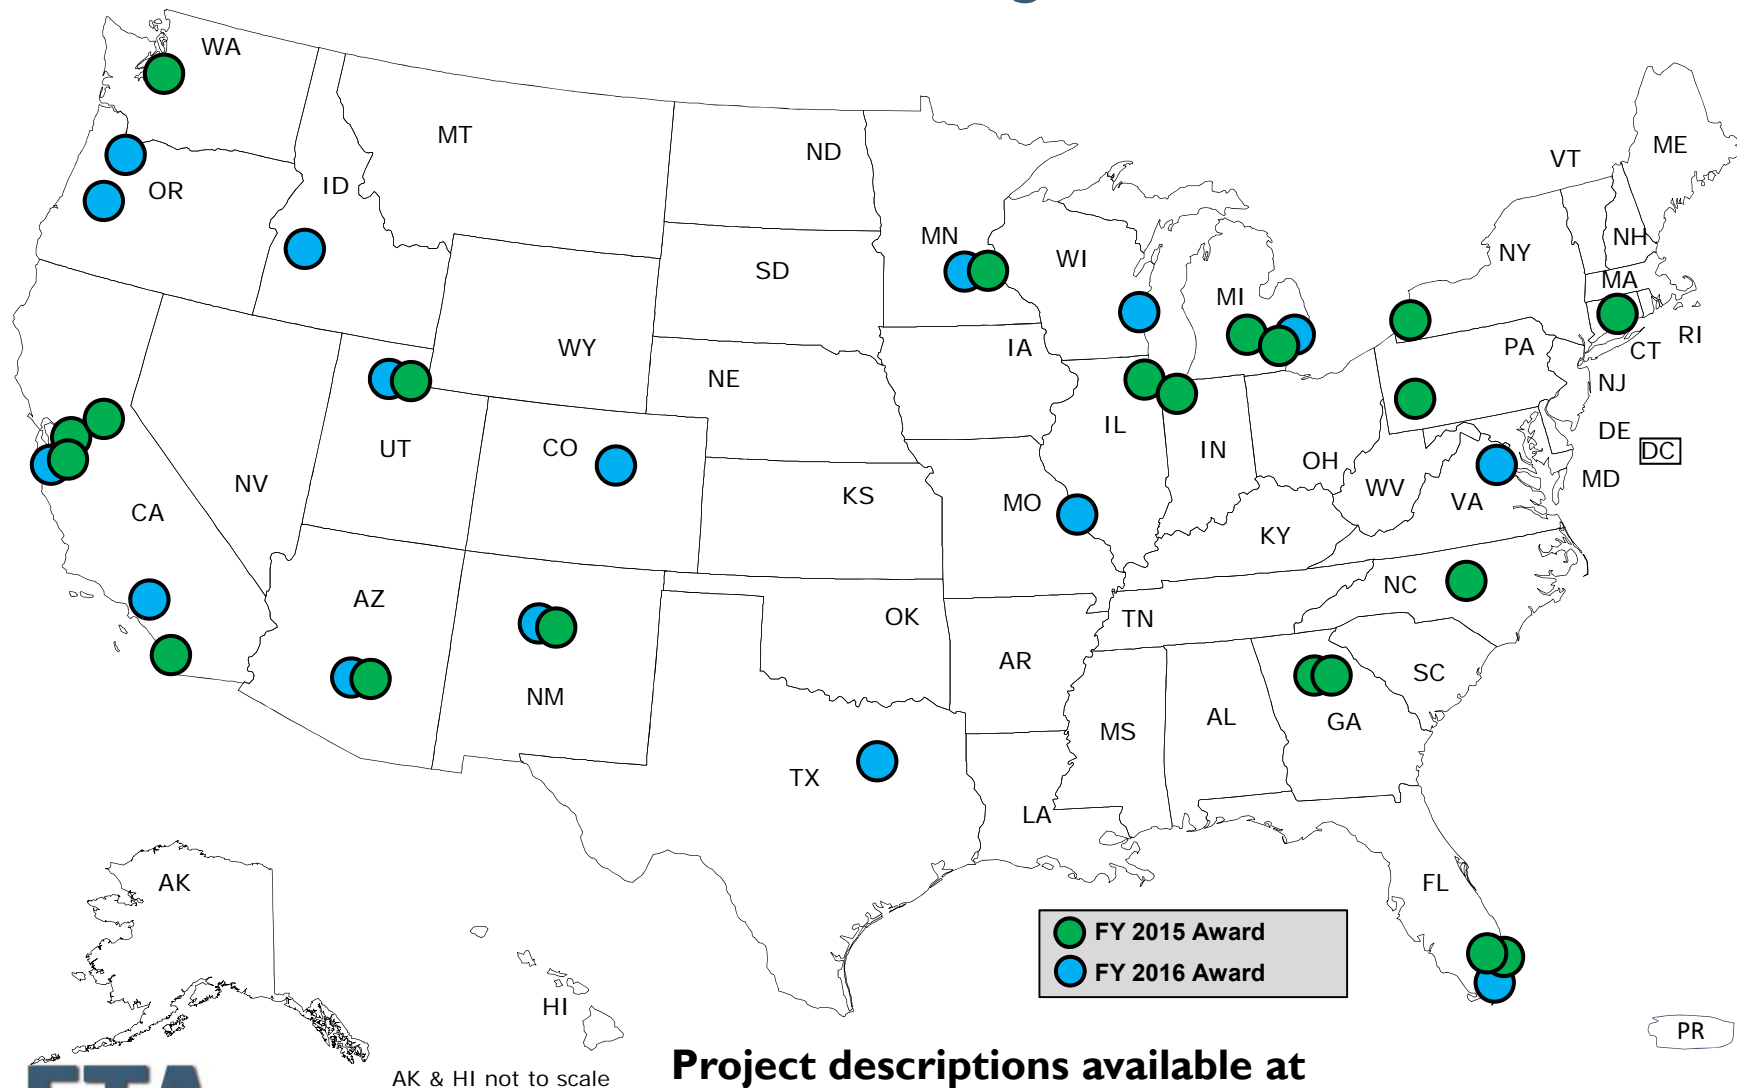 WA
MT
ND
VT
ME
OR
ID
MN
WI
NY
NH
SD
MI
MA
WY
IA
PA
RI
CT
NE
NJ
UT
CO
IL
IN
OH
DE
DC
NV
KS
MO
WV
VA
MD
CA
KY
AZ
NC
OK
TN
AR
SC
NM
MS
AL
GA
TX
LA
AK
FL
FY 2015 Award
FY 2016 Award
HI
PR
AK & HI not to scale
Project descriptions available at
FTA